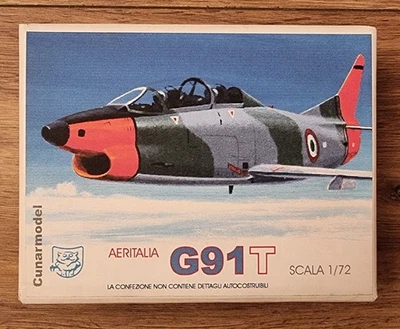 Cunarmodel
AERITALIA
G91T
SCALA 1/72
LA CONFEZIONE NON CONTIENE DETTAGLI AUTOCOSTRUIBILI